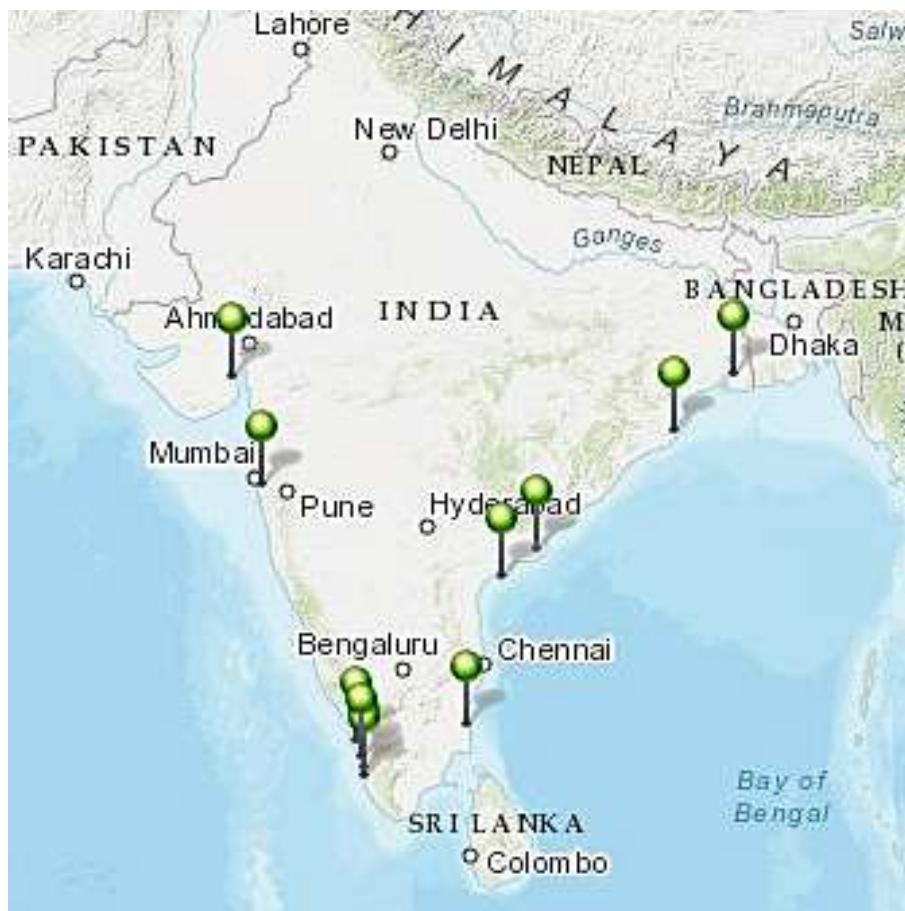 Lahore
HIMALAYA
Salw
Brahmaputra
New Delhi
PAKISTAN
NEPAL
Ganges
Karachi
BANGLADESH
Ahmedabad
INDIA
M
Dhaka
Mumbai
Pune
Hyderabad
Bengaluru
Chennai
Bay of
Bengal
SRI LANKA
Colombo